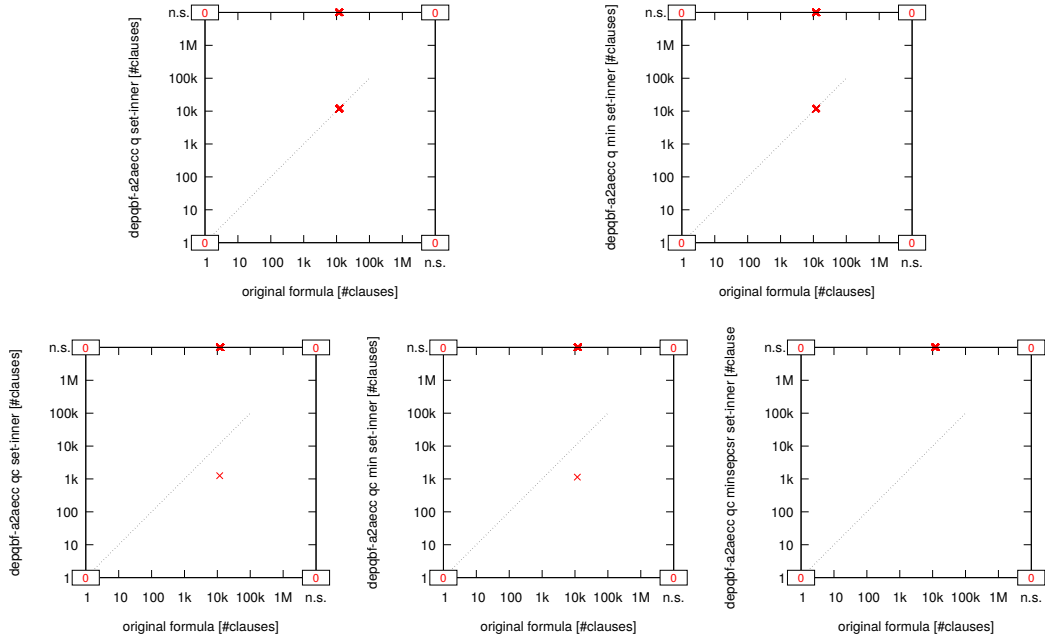 depqbf-a2aecc q set-inner [#clauses]
n.s. 0 0
1M
100k
10k
1k
100
10
1 0 0
1 10 100 1k 10k 100k 1M n.s.
original formula [#clauses]
depqbf-a2aecc q min set-inner [#clauses]
n.s. 0 0
1M
100k
10k
1k
100
10
1 0 0
1 10 100 1k 10k 100k 1M n.s.
original formula [#clauses]
depqbf-a2aecc qc set-inner [#clauses]
n.s. 0 0
1M
100k
10k
1k
100
10
1 0 0
1 10 100 1k 10k 100k 1M n.s.
original formula [#clauses]
depqbf-a2aecc qc min set-inner [#clauses]
n.s. 0 0
1M
100k
10k
1k
100
10
1 0 0
1 10 100 1k 10k 100k 1M n.s.
original formula [#clauses]
depqbf-a2aecc qc minsepcsr set-inner [#clause
n.s. 0 0
1M
100k
10k
1k
100
10
1 0 0
1 10 100 1k 10k 100k 1M n.s.
original formula [#clauses]